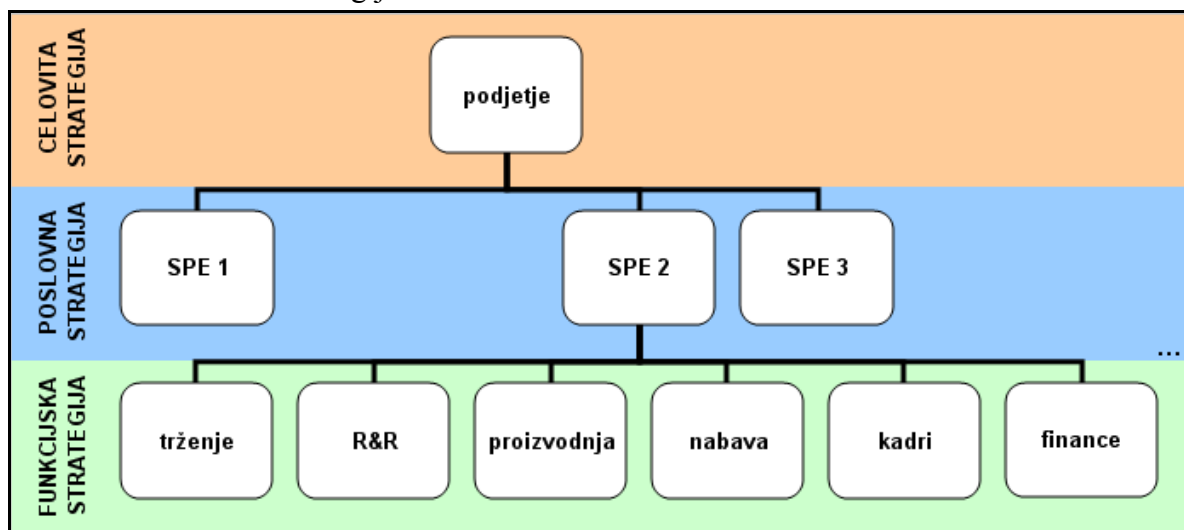 CELOVITA
STRATEGIJA
podjetje
POSLOVNA
STRATEGIJA
SPE 1
SPE 2
SPE 3
...
FUNKCIJSKA
STRATEGIJA
trženje
R&R
proizvodnja
nabava
kadri
finance